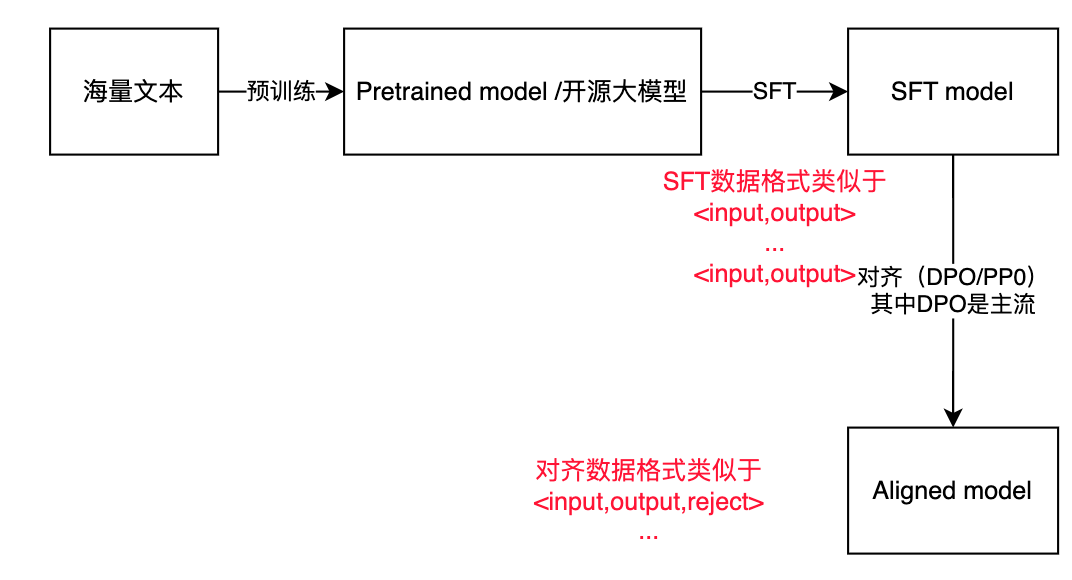 海量文本
预训练
Pretrained model /开源大模型
SFT
SFT model
SFT数据格式类似于
<input,output>
...
<input,output>
对齐（DPO/PP0）
其中DPO是主流
对齐数据格式类似于
<input,output,reject>
...
Aligned model